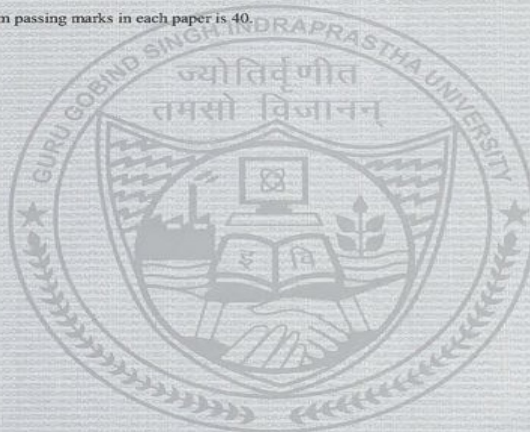 m passing marks in each paper is 40.
GURU GOBIND SINGH INDRAPRASTHA UNIVERSITY
ज्योतिर्वृणीत
तमसो विजानन्
इ वि